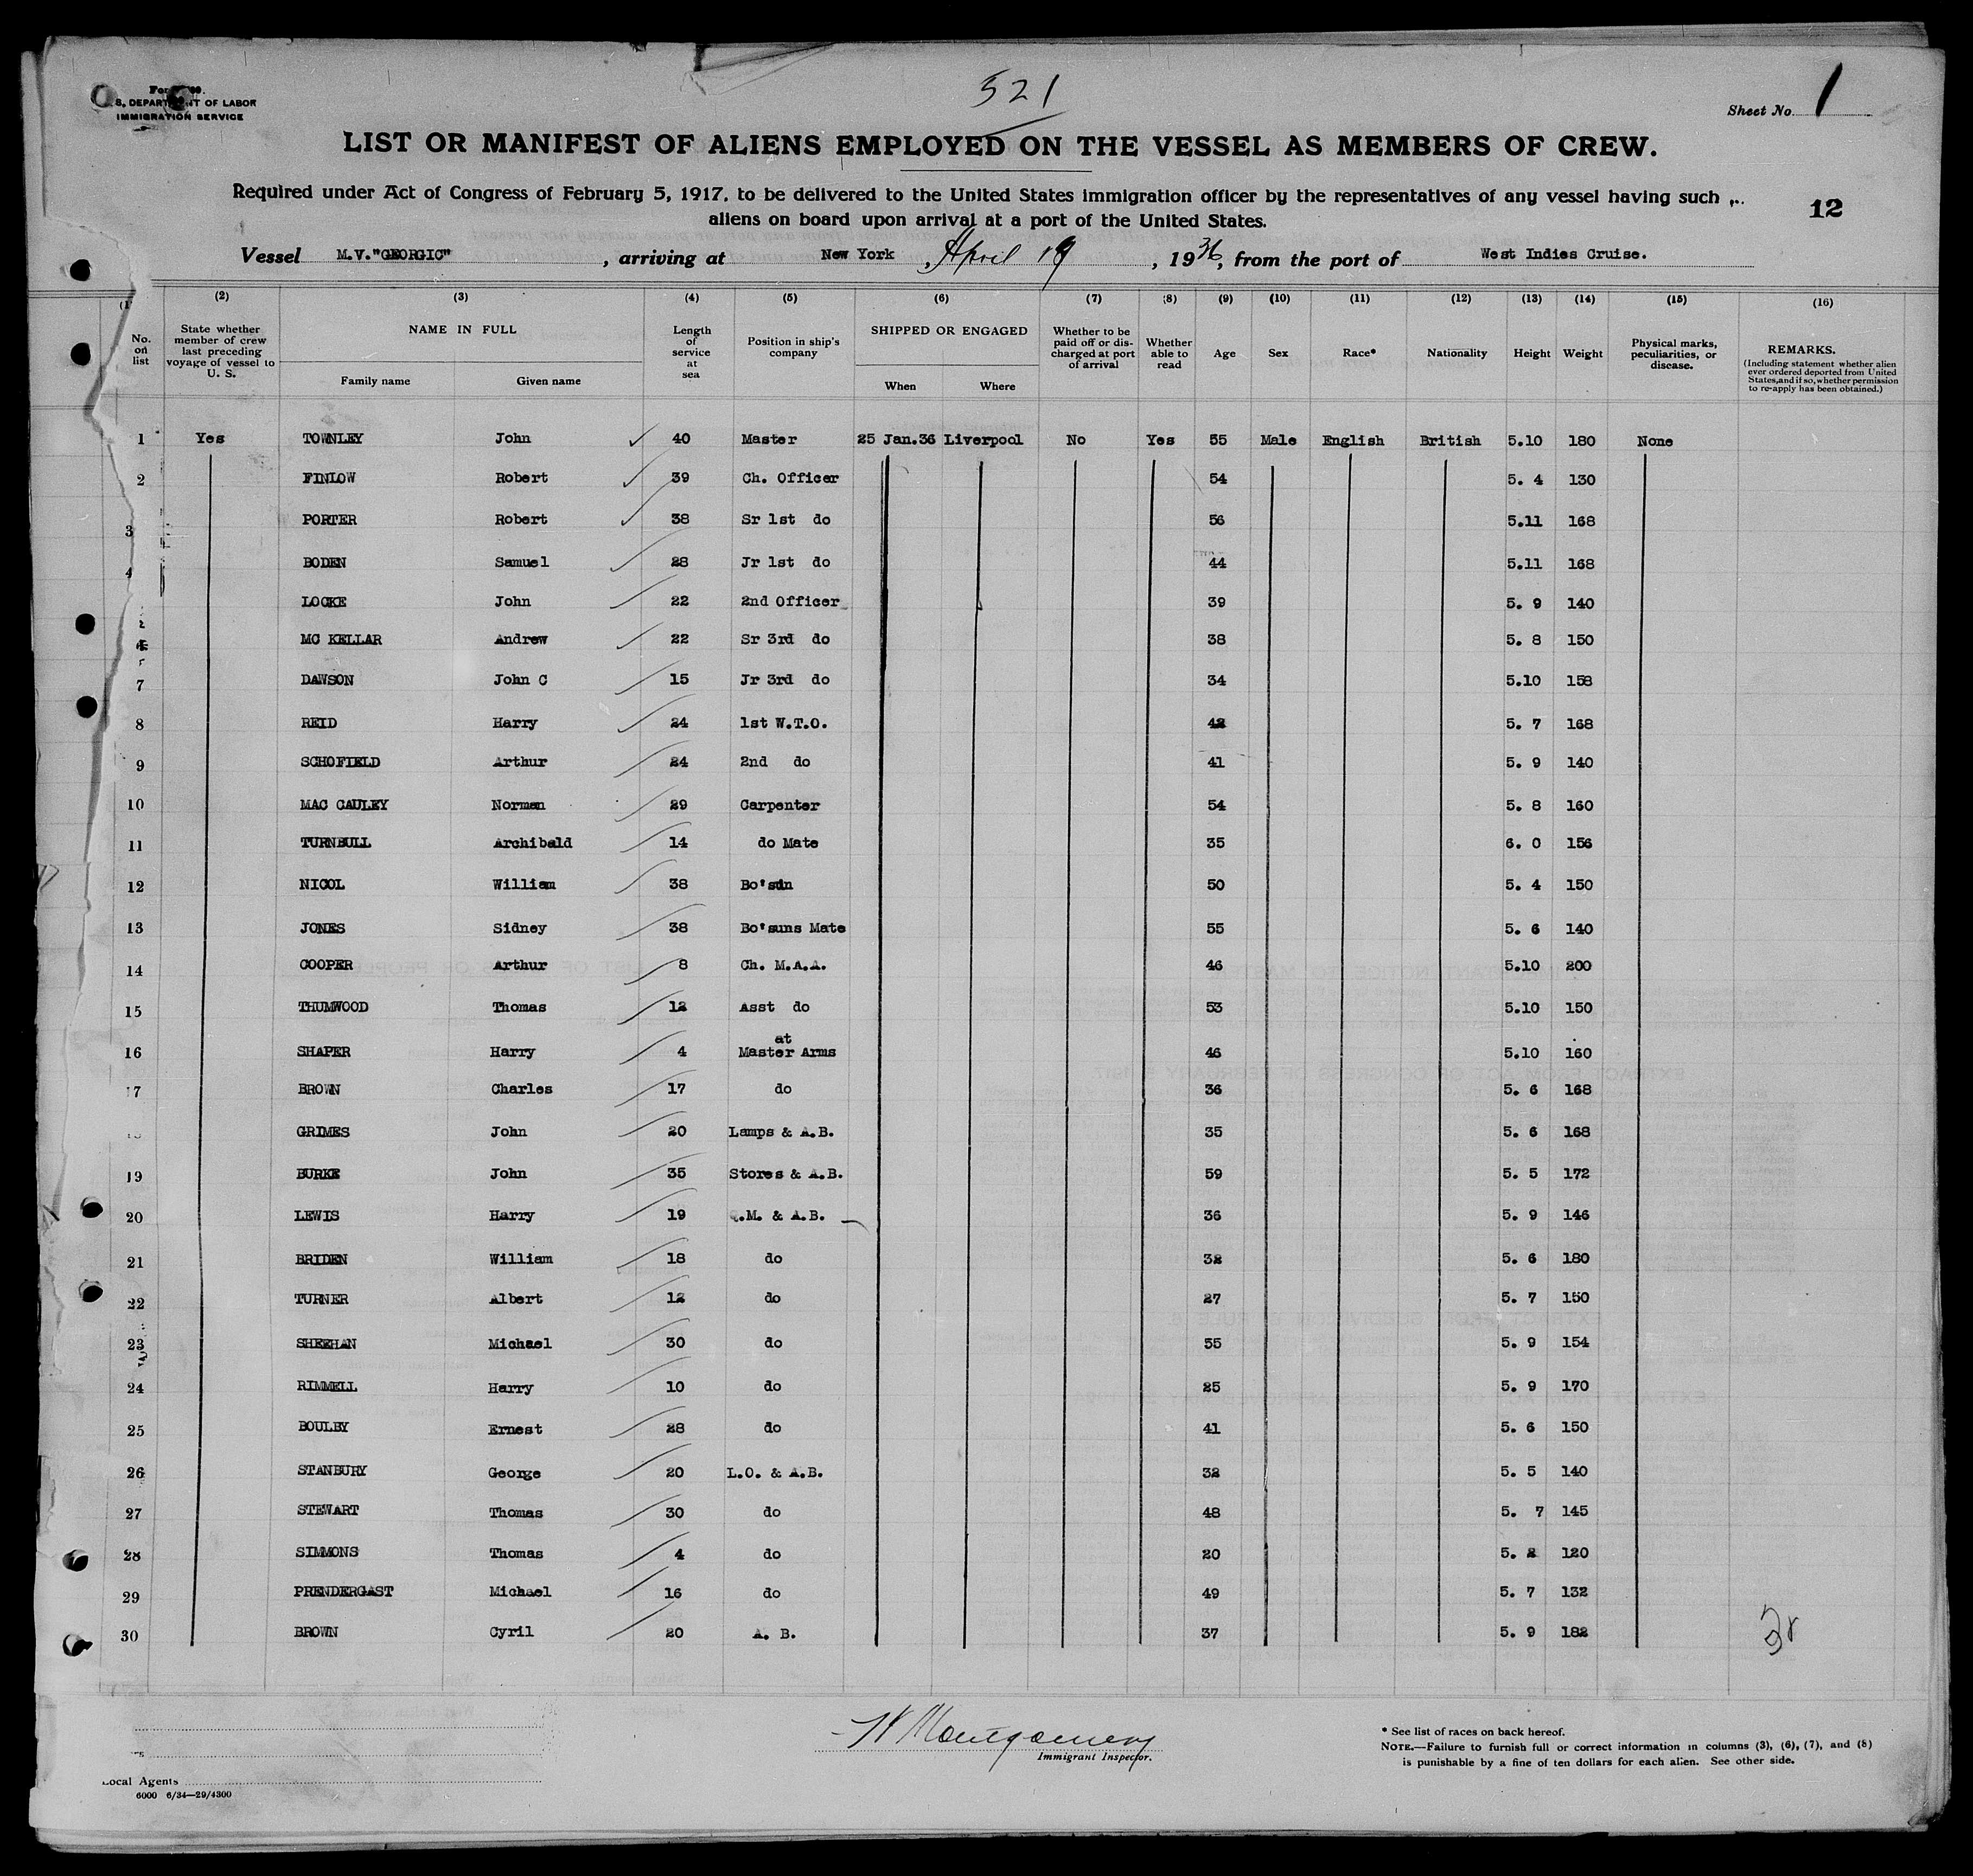 521
Sheet No. 1
S. DEPARTMENT OF LABOR
IMMIGRATION SERVICE
LIST OR MANIFEST OF ALIENS EMPLOYED ON THE VESSEL AS MEMBERS OF CREW.
Required under Act of Congress of February 5, 1917, to be delivered to the United States immigration officer by the representatives of any vessel having such
aliens on board upon arrival at a port of the United States.
12
Vessel M.V."GEORGIC", arriving at New York, April 19, 1936, from the port of West Indies Cruise.
(1 (2) (3) (4) (5) (6) (7) (8) (9) (10) (11) (12) (13) (14) (15) (16)
No. on list
State whether member of crew last preceding voyage of vessel to U. S.
NAME IN FULL
Family name
Given name
Length of service at sea
Position in ship's company
SHIPPED OR ENGAGED
When
Where
Whether to be paid off or discharged at port of arrival
Whether able to read
Age
Sex
Race*
Nationality
Height
Weight
Physical marks, peculiarities, or disease.
REMARKS.
(Including statement whether alien ever ordered deported from United States, and if so, whether permission to re-apply has been obtained.)
1 Yes TOWNLEY John 40 Master 25 Jan.36 Liverpool No Yes 55 Male English British 5.10 180 None
2 FINLOW Robert 39 Ch. Officer 54 5. 4 130
3 PORTER Robert 38 Sr 1st do 56 5.11 168
4 BODEN Samuel 28 Jr 1st do 44 5.11 168
LOCKE John 22 2nd Officer 39 5. 9 140
MC KELLAR Andrew 22 Sr 3rd do 38 5. 8 150
7 DAWSON John C 15 Jr 3rd do 34 5.10 158
8 REID Harry 24 1st W.T.O. 42 5. 7 168
9 SCHOFIELD Arthur 24 2nd do 41 5. 9 140
10 MAC CAULEY Norman 29 Carpenter 54 5. 8 160
11 TURNBULL Archibald 14 do Mate 35 6. 0 156
12 NICOL William 38 Bo'sun 50 5. 4 150
13 JONES Sidney 38 Bo'suns Mate 55 5. 6 140
14 COOPER Arthur 8 Ch. M.A.A. 46 5.10 200
15 THUMWOOD Thomas 12 Asst do 53 5.10 150
16 SHAPER Harry 4 Master at Arms 46 5.10 160
17 BROWN Charles 17 do 36 5. 6 168
GRIMES John 20 Lamps & A.B. 35 5. 6 168
19 BURKE John 35 Stores & A.B. 59 5. 5 172
20 LEWIS Harry 19 .M. & A.B. 36 5. 9 146
21 BRIDEN William 18 do 32 5. 6 180
22 TURNER Albert 12 do 27 5. 7 150
23 SHEEHAN Michael 30 do 55 5. 9 154
24 RIMMELL Harry 10 do 25 5. 9 170
25 BOULBY Ernest 28 do 41 5. 6 150
26 STANBURY George 20 L.O. & A.B. 32 5. 5 140
27 STEWART Thomas 30 do 48 5. 7 145
28 SIMMONS Thomas 4 do 20 5. 2 120
29 PRENDERGAST Michael 16 do 49 5. 7 132
30 BROWN Cyril 20 A. B. 37 5. 9 182
Montgomery
Immigrant Inspector.
* See list of races on back hereof.
NOTE.—Failure to furnish full or correct information in columns (3), (6), (7), and (8)
is punishable by a fine of ten dollars for each alien. See other side.
Local Agents
6000 6/34—29/4300